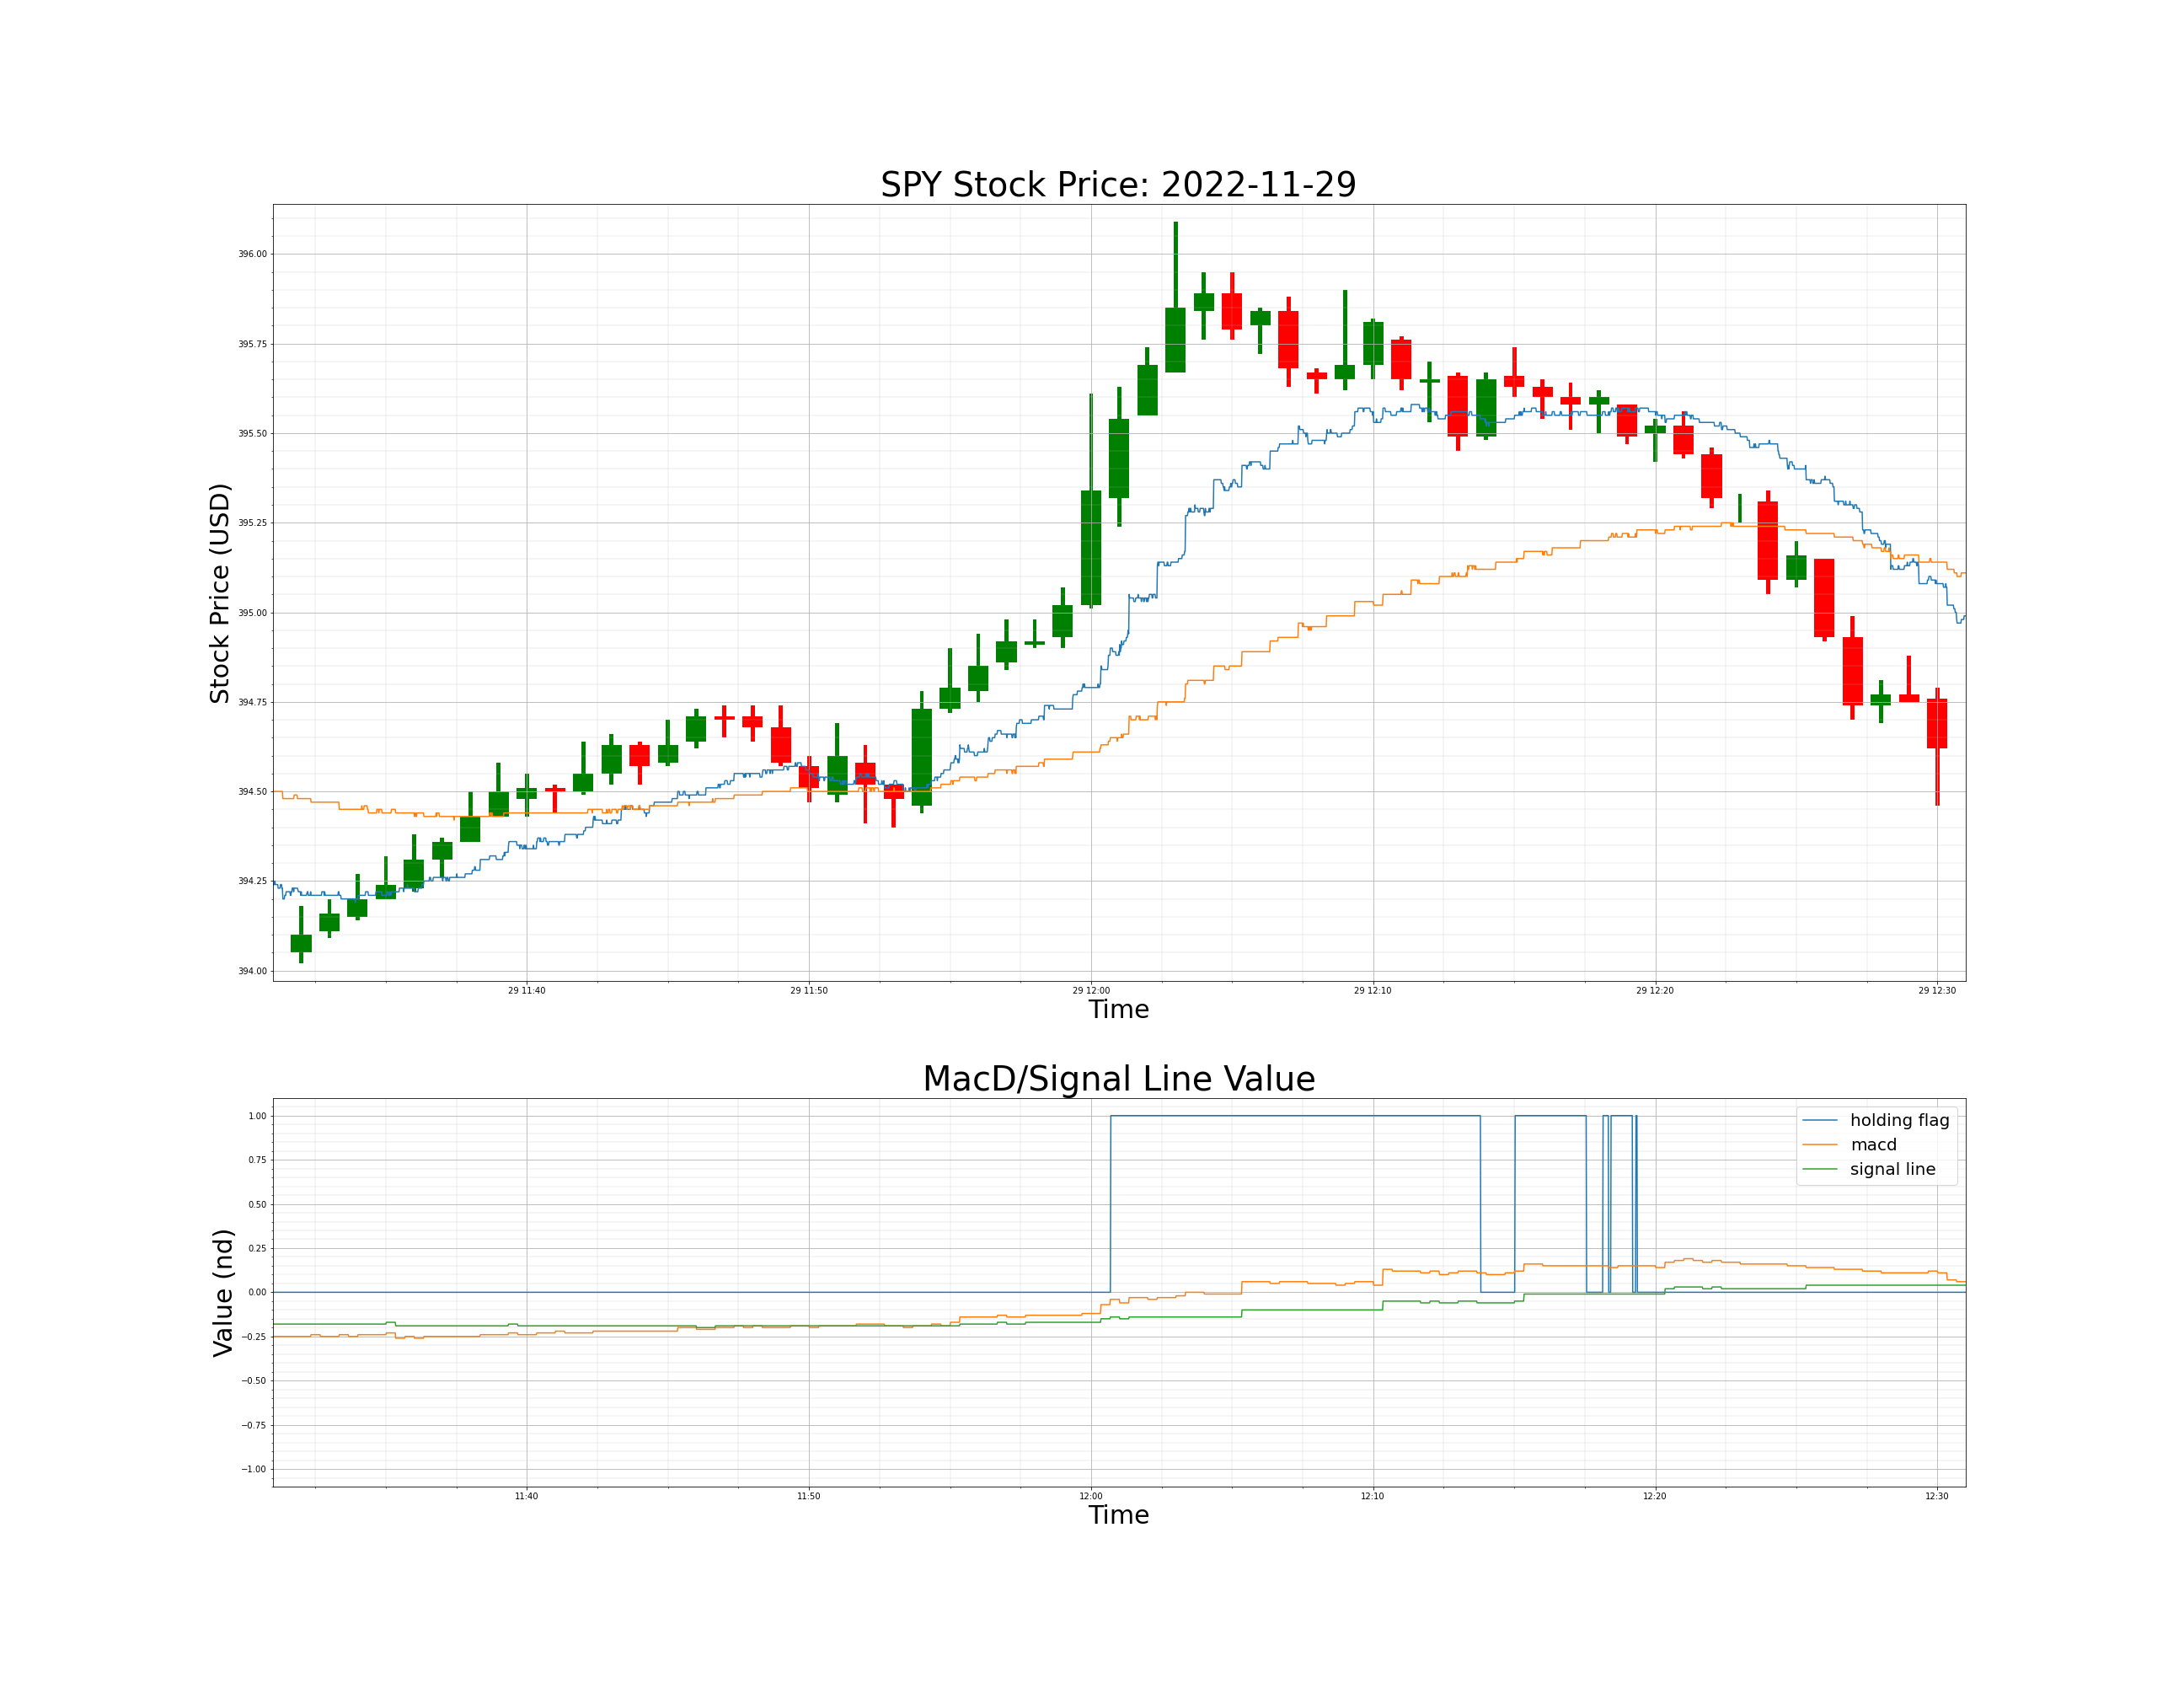 SPY Stock Price: 2022-11-29
Stock Price (USD)
396.00
395.75
395.50
395.25
395.00
394.75
394.50
394.25
394.00
29 11:40 29 11:50 29 12:00 29 12:10 29 12:20 29 12:30
Time
MacD/Signal Line Value
Value (nd)
1.00
0.75
0.50
0.25
0.00
−0.25
−0.50
−0.75
−1.00
holding flag
macd
signal line
11:40 11:50 12:00 12:10 12:20 12:30
Time